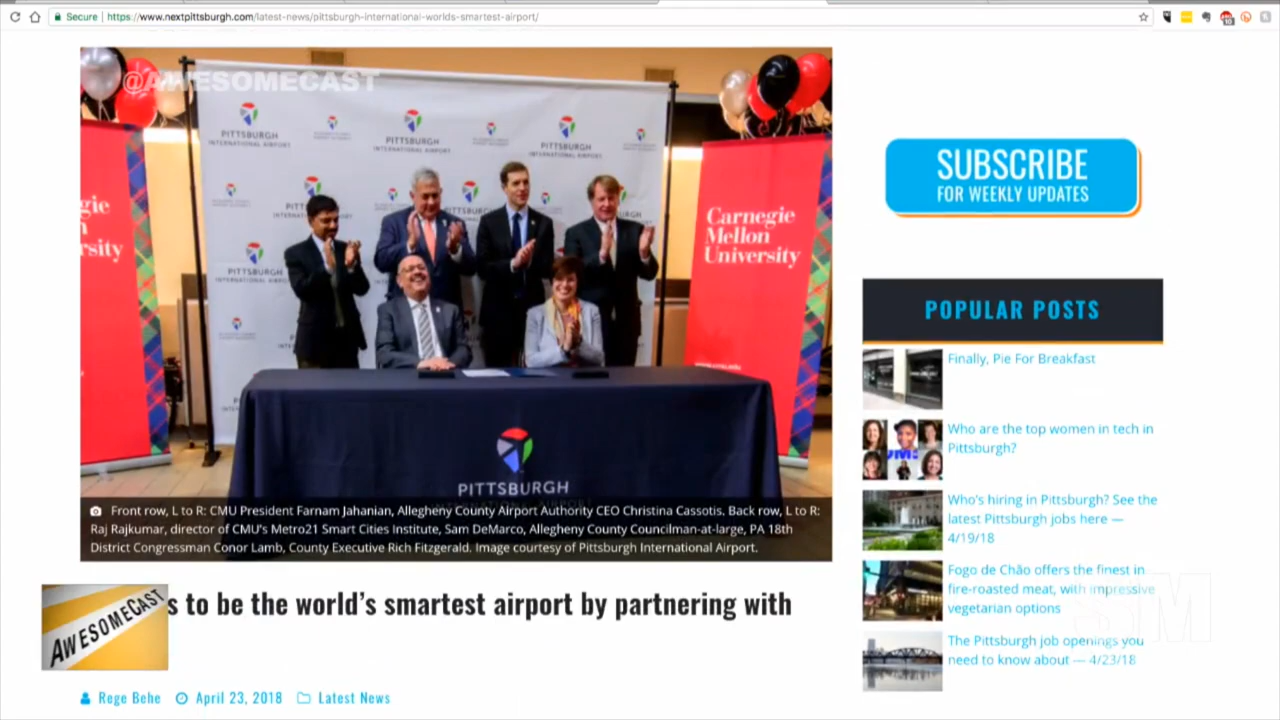 Secure | https://www.nextpittsburgh.com/latest-news/pittsburgh-international-worlds-smartest-airport/
@AWESOMECAST
PITTSBURGH
INTERNATIONAL AIRPORT
PITTSBURGH
INTERNATIONAL AIRPORT
PITTSBURGH
INTERNATIONAL AIRPORT
Carnegie
Mellon
University
PITTSBURGH
Front row, L to R: CMU President Farnam Jahanian, Allegheny County Airport Authority CEO Christina Cassotis. Back row, L to R:
Raj Rajkumar, director of CMU's Metro21 Smart Cities Institute, Sam DeMarco, Allegheny County Councilman-at-large, PA 18th
District Congressman Conor Lamb, County Executive Rich Fitzgerald. Image courtesy of Pittsburgh International Airport.
AWESOMECAST
s to be the world's smartest airport by partnering with
Rege Behe April 23, 2018 Latest News
SUBSCRIBE
FOR WEEKLY UPDATES
POPULAR POSTS
Finally, Pie For Breakfast
Who are the top women in tech in
Pittsburgh?
Who's hiring in Pittsburgh? See the
latest Pittsburgh jobs here —
4/19/18
Fogo de Chão offers the finest in
fire-roasted meat, with impressive
vegetarian options
The Pittsburgh job openings you
need to know about –– 4/23/18